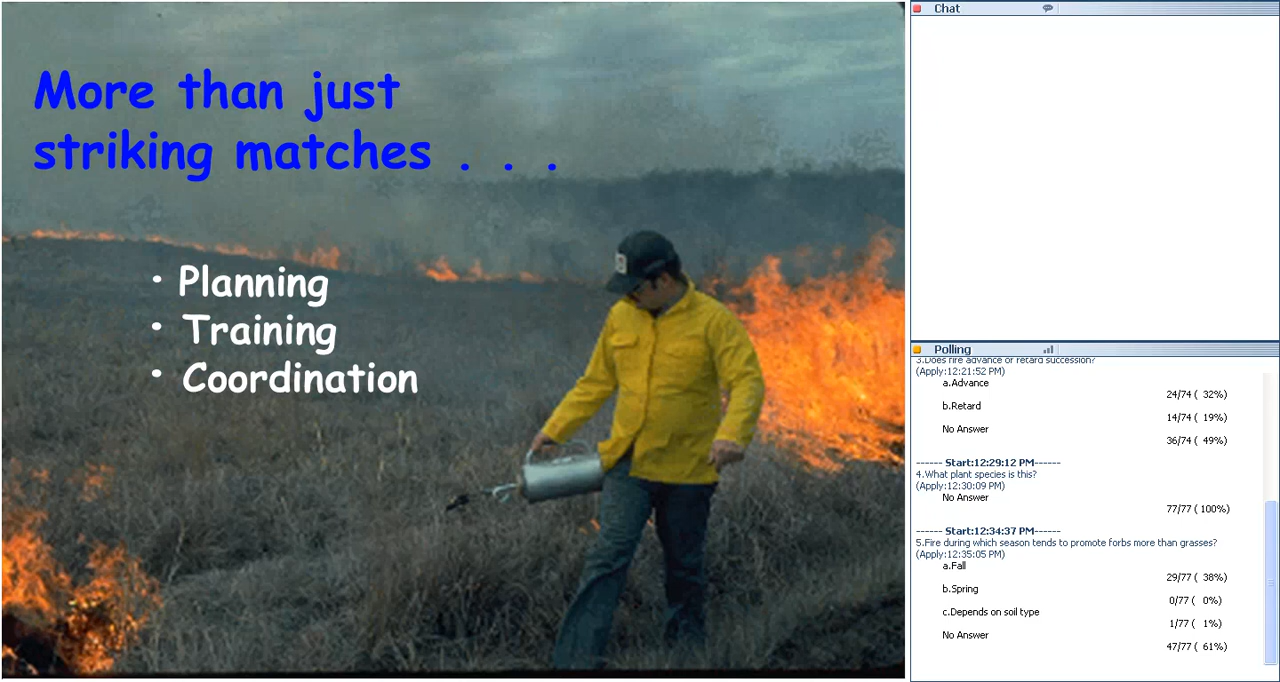 More than just
striking matches . . .
• Planning
• Training
• Coordination
Chat
Polling
3.Does fire advance or retard succession?
(Apply:12:21:52 PM)
a.Advance
24/74 ( 32%)
b.Retard
14/74 ( 19%)
No Answer
36/74 ( 49%)
------ Start:12:29:12 PM------
4.What plant species is this?
(Apply:12:30:09 PM)
No Answer
77/77 ( 100%)
------ Start:12:34:37 PM------
5.Fire during which season tends to promote forbs more than grasses?
(Apply:12:35:05 PM)
a.Fall
29/77 ( 38%)
b.Spring
0/77 ( 0%)
c.Depends on soil type
1/77 ( 1%)
No Answer
47/77 ( 61%)